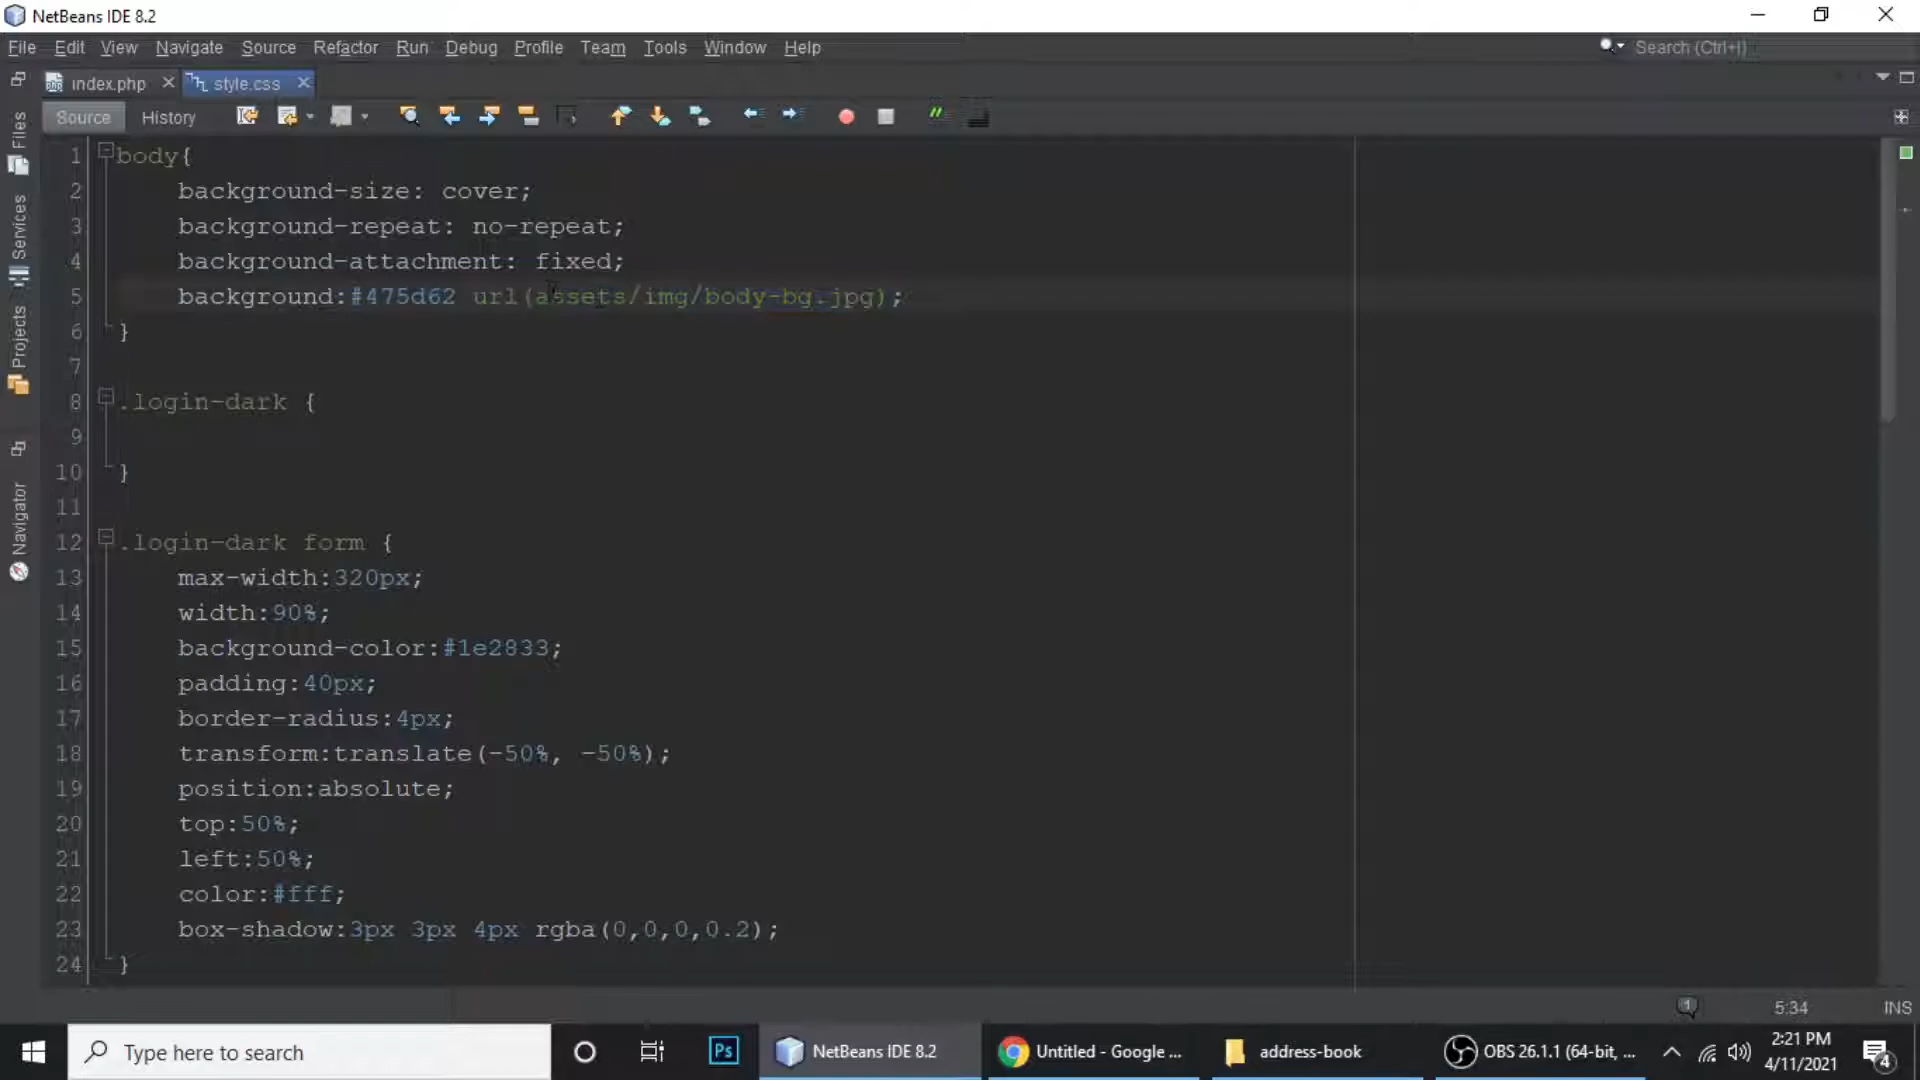 NetBeans IDE 8.2
File Edit View Navigate Source Refactor Run Debug Profile Team Tools Window Help
Search (Ctrl+I)
index.php
style.css
Source History
Files
Services
Projects
Navigator
1 body{
2 background-size: cover;
3 background-repeat: no-repeat;
4 background-attachment: fixed;
5 background:#475d62 url(assets/img/body-bg.jpg);
6 }
7
8 .login-dark {
9
10 }
11
12 .login-dark form {
13 max-width:320px;
14 width:90%;
15 background-color:#1e2833;
16 padding:40px;
17 border-radius:4px;
18 transform:translate(-50%, -50%);
19 position:absolute;
20 top:50%;
21 left:50%;
22 color:#fff;
23 box-shadow:3px 3px 4px rgba(0,0,0,0.2);
24 }
1
5:34
INS
Type here to search
Ps
NetBeans IDE 8.2
Untitled - Google ...
address-book
OBS 26.1.1 (64-bit, ...
2:21 PM
4/11/2021
4